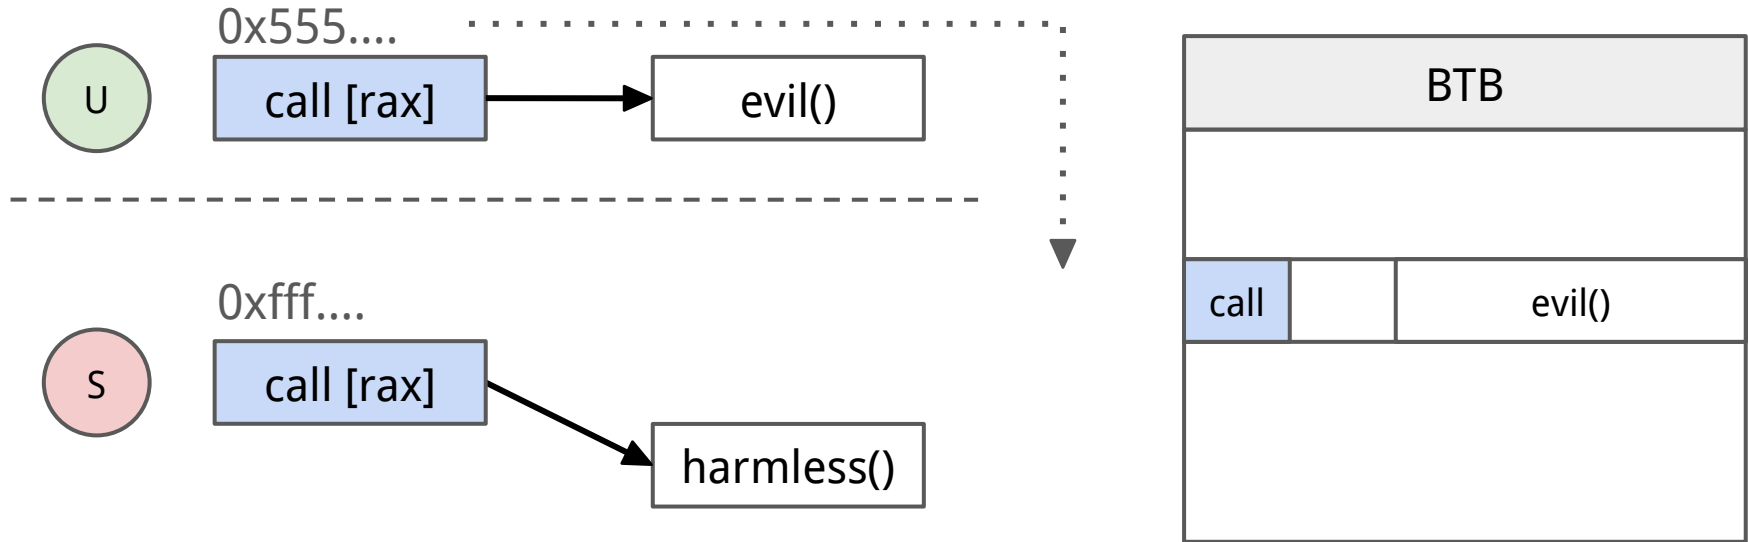 0x555....
U
call [rax]
evil()
0xfff....
S
call [rax]
harmless()
BTB
call
evil()